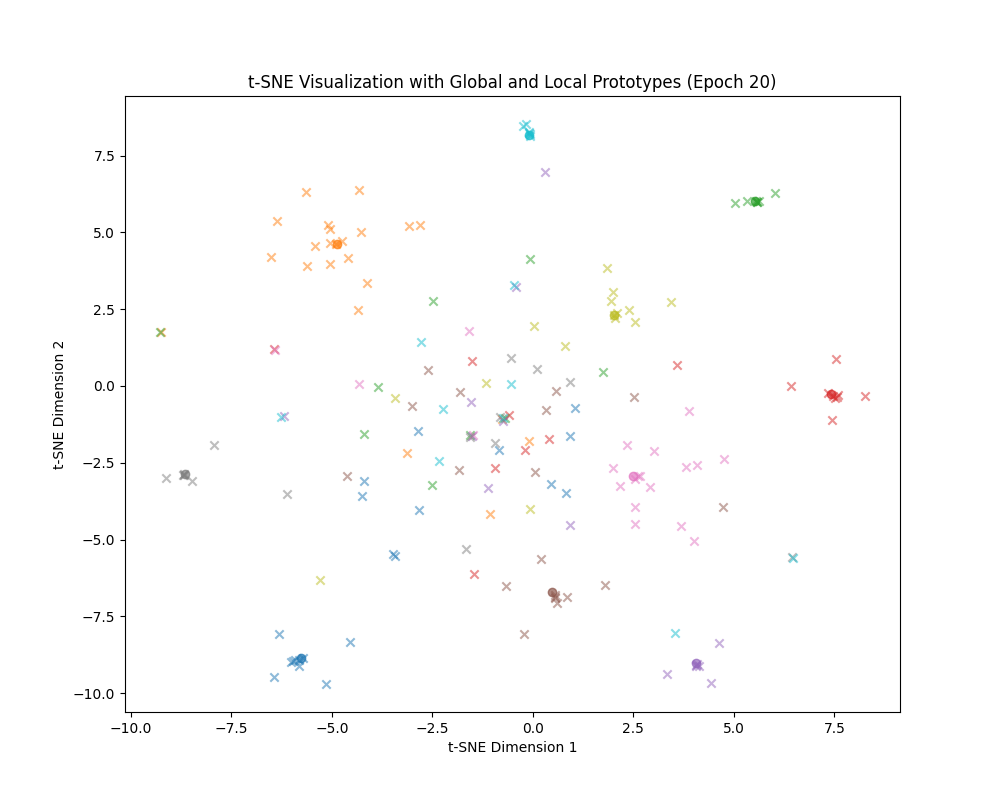 t-SNE Visualization with Global and Local Prototypes (Epoch 20)
7.5
5.0
2.5
0.0
−2.5
−5.0
−7.5
−10.0
t-SNE Dimension 2
−10.0 −7.5 −5.0 −2.5 0.0 2.5 5.0 7.5
t-SNE Dimension 1